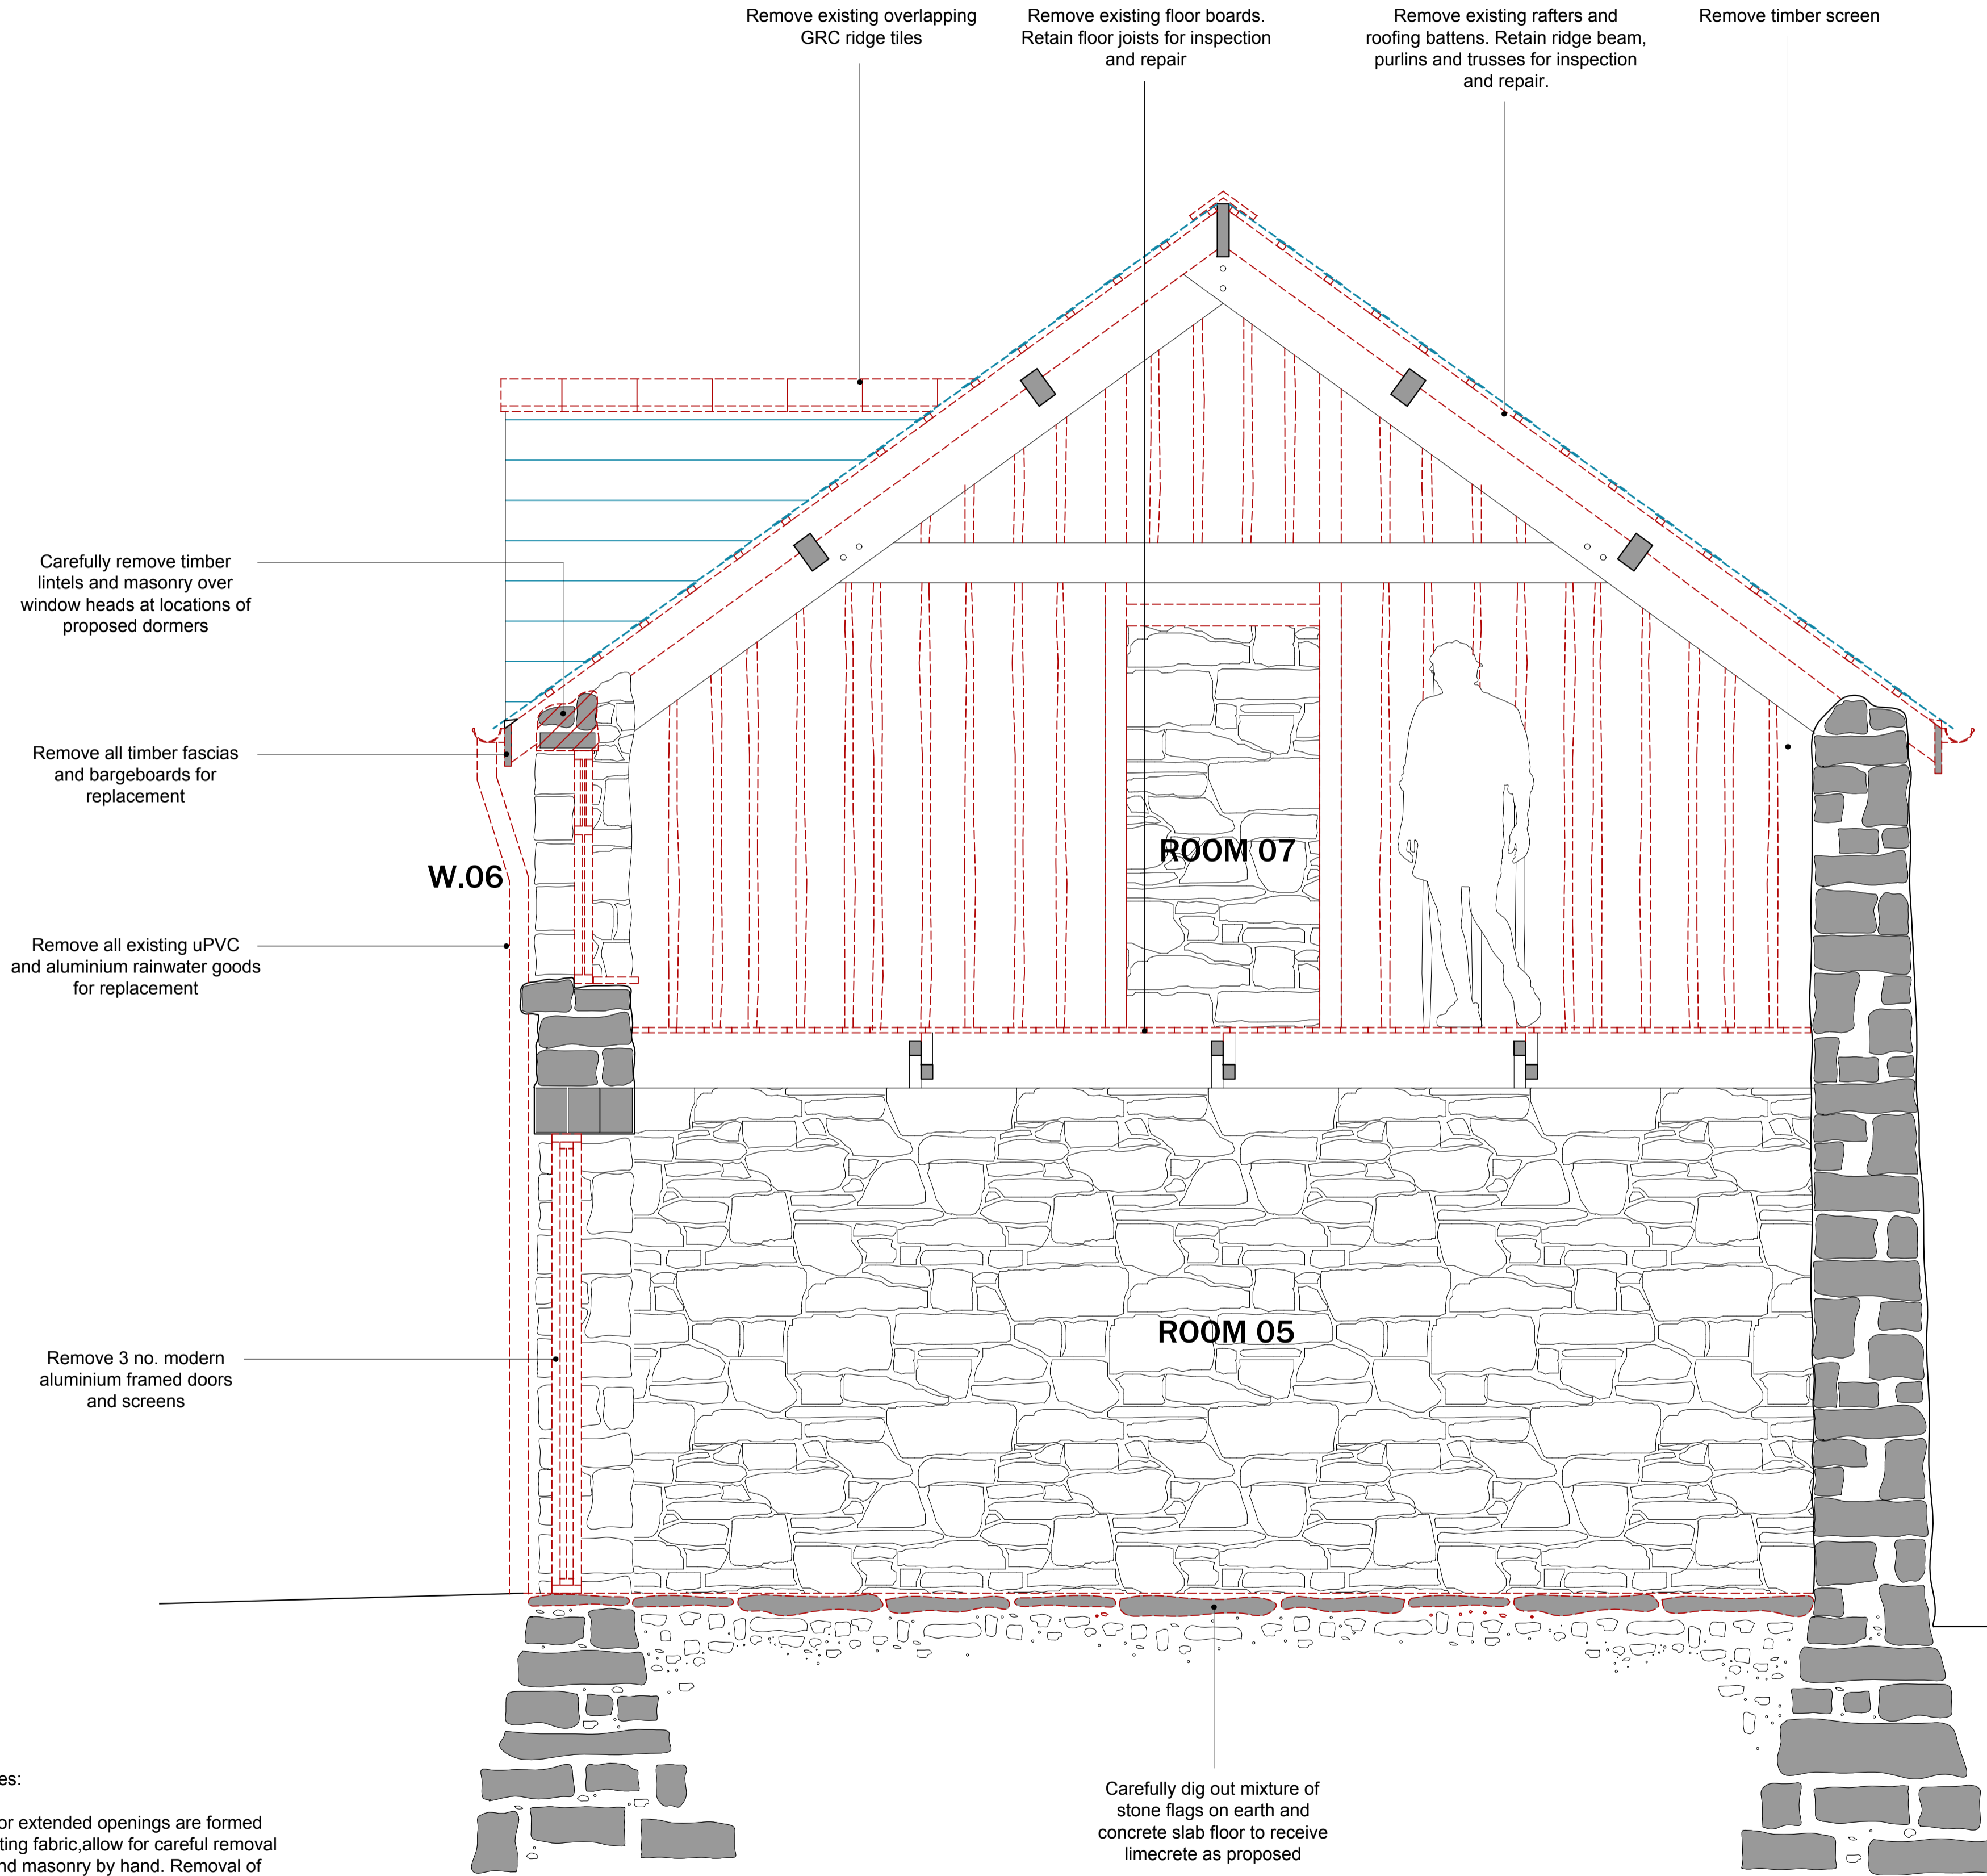 Remove existing overlapping
GRC ridge tiles
Remove existing floor boards.
Retain floor joists for inspection
and repair
Remove existing rafters and
roofing battens. Retain ridge beam,
purlins and trusses for inspection
and repair.
Remove timber screen
Carefully remove timber
lintels and masonry over
window heads at locations of
proposed dormers
Remove all timber fascias
and bargeboards for
replacement
W.06
ROOM 07
Remove all existing uPVC
and aluminium rainwater goods
for replacement
ROOM 05
Remove 3 no. modern
aluminium framed doors
and screens
Carefully dig out mixture of
stone flags on earth and
concrete slab floor to receive
limecrete as proposed
es:
or extended openings are formed
ting fabric,allow for careful removal
nd masonry by hand. Removal of